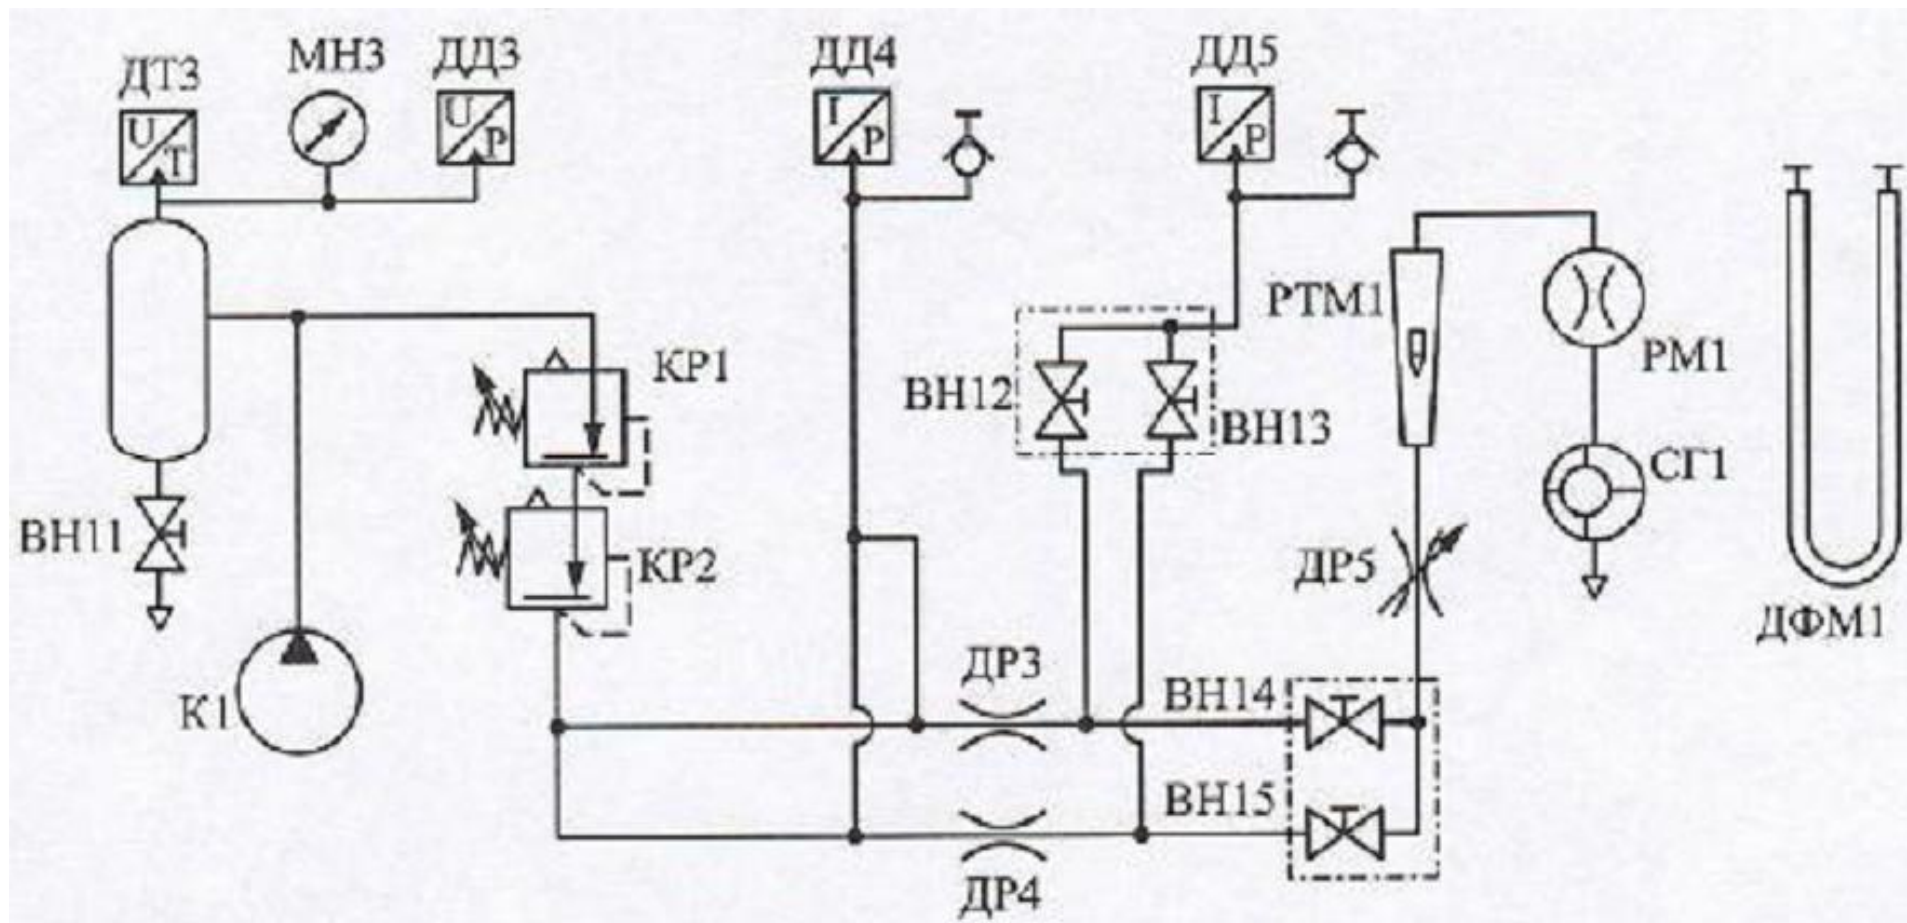 ДТ3
МН3
ДД3
ДД4
ДД5
U
T
U
P
I
P
I
P
РТМ1
РМ1
КР1
ВН12
ВН13
СГ1
ВН11
КР2
ДР5
ДФМ1
К1
ДР3
ВН14
ВН15
ДР4